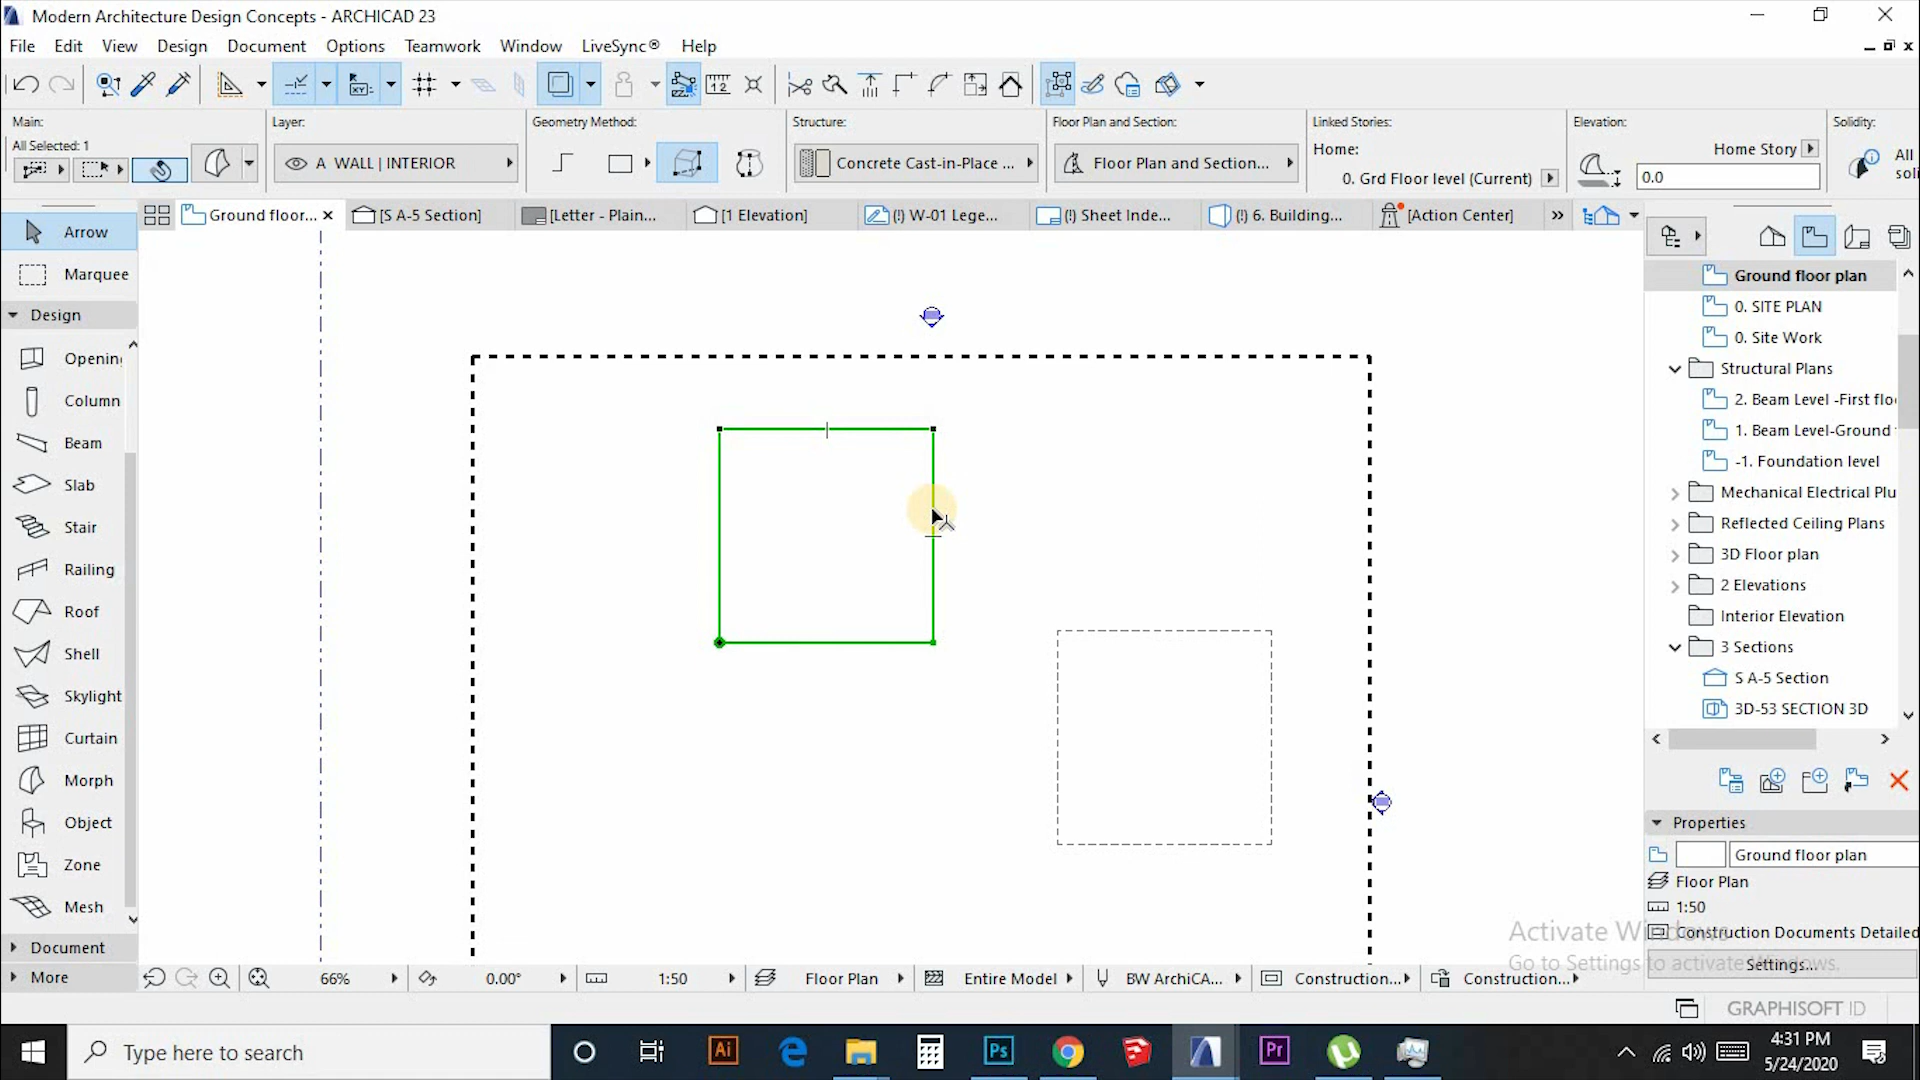 Modern Architecture Design Concepts - ARCHICAD 23
File Edit View Design Document Options Teamwork Window LiveSync® Help
Main: Layer: Geometry Method: Structure: Floor Plan and Section: Linked Stories: Elevation: Solidity:
All Selected: 1
A WALL | INTERIOR
Concrete Cast-in-Place ...
Floor Plan and Section...
Home:
0. Grd Floor level (Current)
Home Story
0.0
All
soli
Ground floor... [S A-5 Section] [Letter - Plain... [1 Elevation] (!) W-01 Lege... (!) Sheet Inde... (!) 6. Building... [Action Center]
Arrow
Marquee
Design
Opening
Column
Beam
Slab
Stair
Railing
Roof
Shell
Skylight
Curtain
Morph
Object
Zone
Mesh
Document
More
Ground floor plan
0. SITE PLAN
0. Site Work
Structural Plans
2. Beam Level -First flo
1. Beam Level-Ground
-1. Foundation level
Mechanical Electrical Plu
Reflected Ceiling Plans
3D Floor plan
2 Elevations
Interior Elevation
3 Sections
S A-5 Section
3D-53 SECTION 3D
Properties
Ground floor plan
Floor Plan
1:50
Construction Documents Detailed
Settings...
Activate Windows
Go to Settings to activate Windows.
66% 0.00° 1:50 Floor Plan Entire Model BW ArchiCA... Construction... Construction...
GRAPHISOFT ID
Type here to search
Ai
Ps
Pr
4:31 PM
5/24/2020